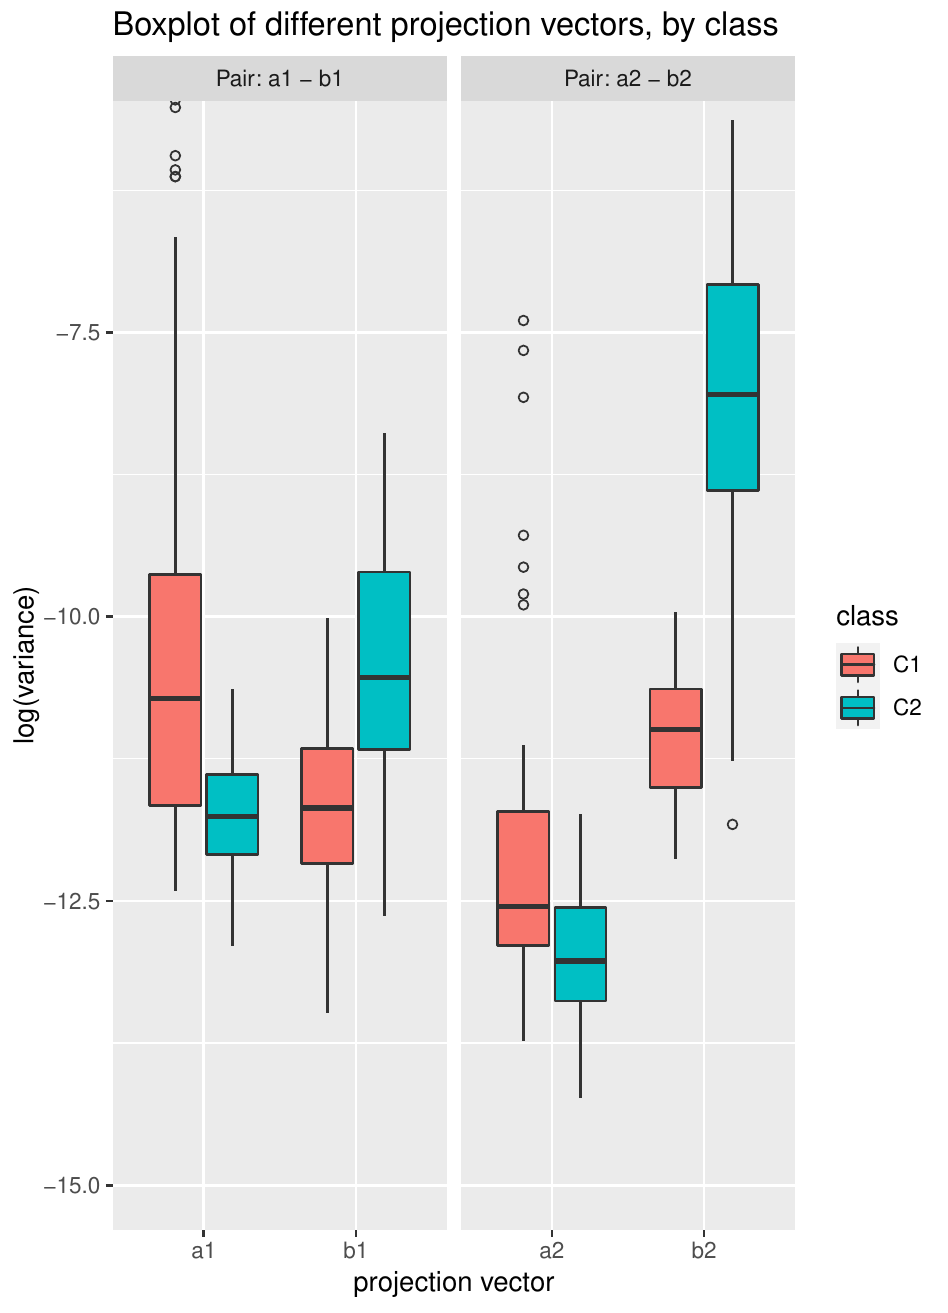 Boxplot of different projection vectors, by class
Pair: a1 − b1
Pair: a2 − b2
log(variance)
−7.5
−10.0
−12.5
−15.0
a1
b1
a2
b2
projection vector
class
C1
C2